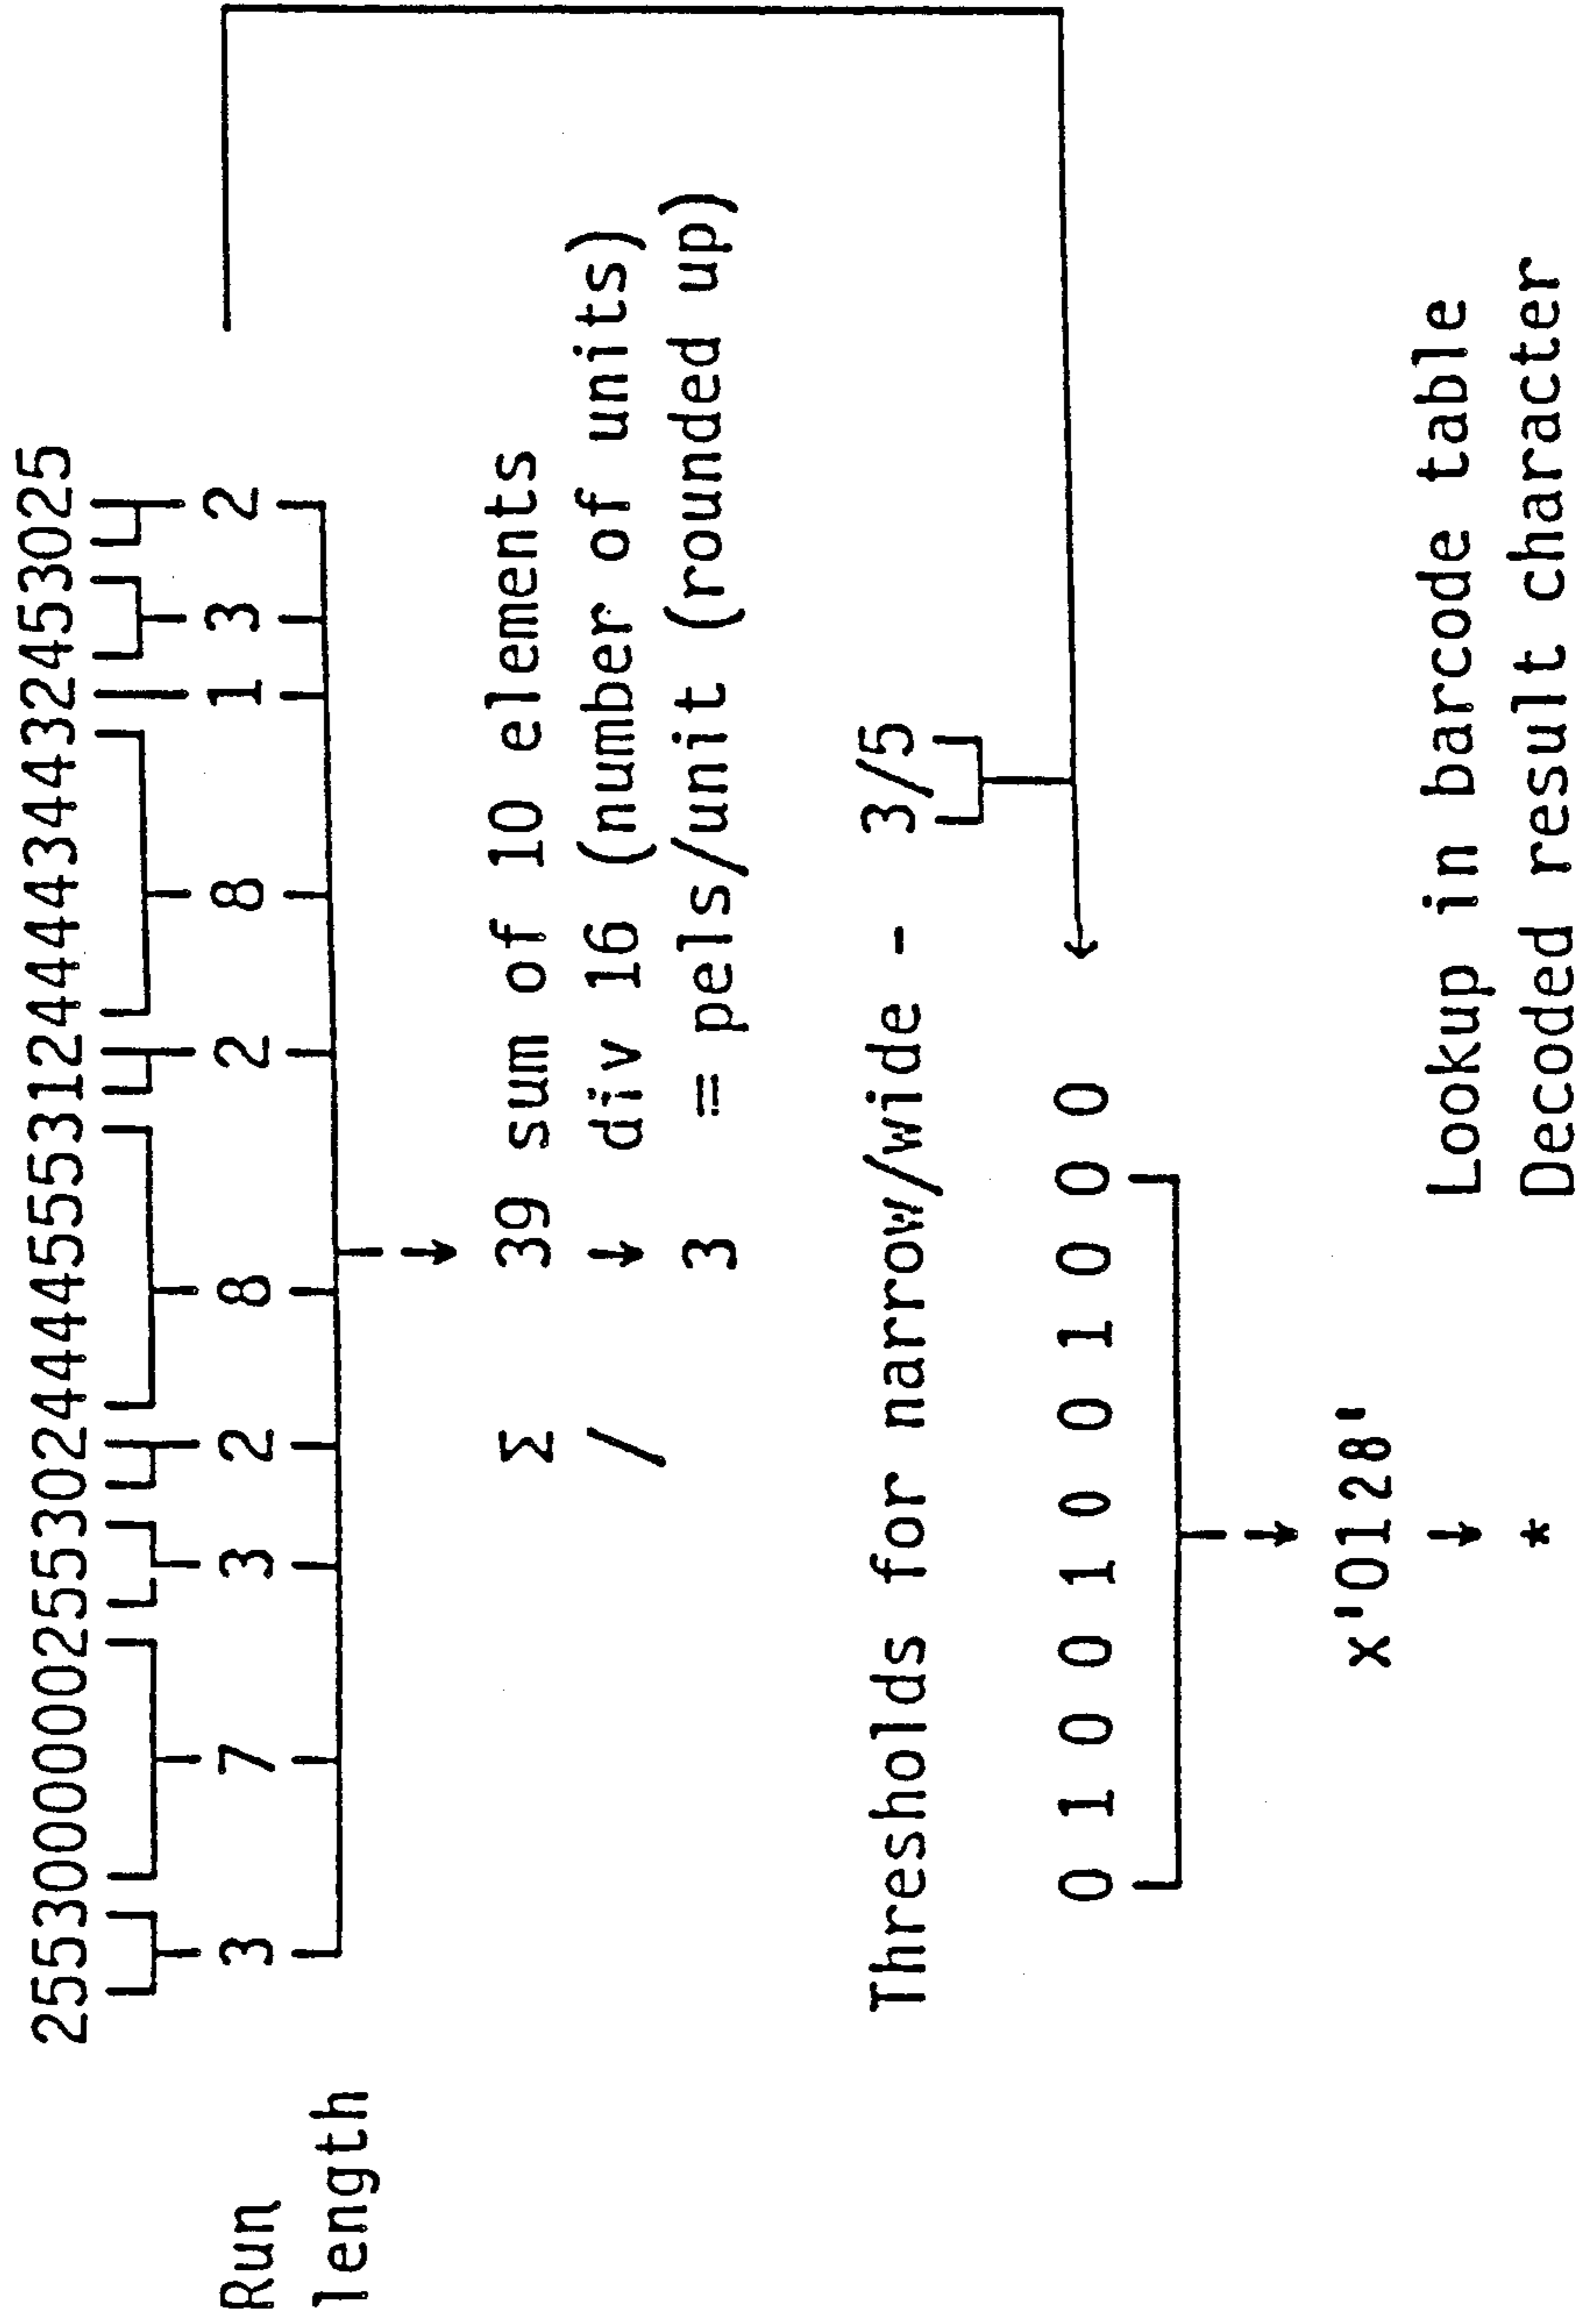 25530000002553024444555312444434432453025
Run length 3 7 3 2 8 2 8 1 3 2
Σ 39 sum of 10 elements
/ ↓ div 16 (number of units)
3 = pels/unit (rounded up)
Thresholds for narrow/wide - 3/5
0 1 0 0 1 0 0 1 0 0 0
x'0128' Lookup in barcode table
* Decoded result character